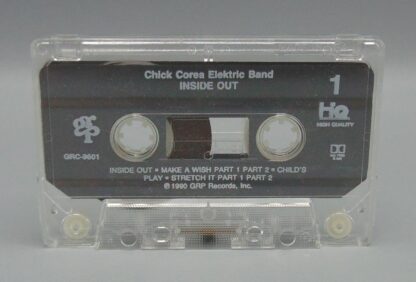 Chick Corea Elektric Band
INSIDE OUT
1
grp
HQ
HIGH QUALITY
GRC-9601
INSIDE OUT • MAKE A WISH PART 1 PART 2 • CHILD'S
PLAY • STRETCH IT PART 1 PART 2
℗ 1990 GRP Records, Inc.